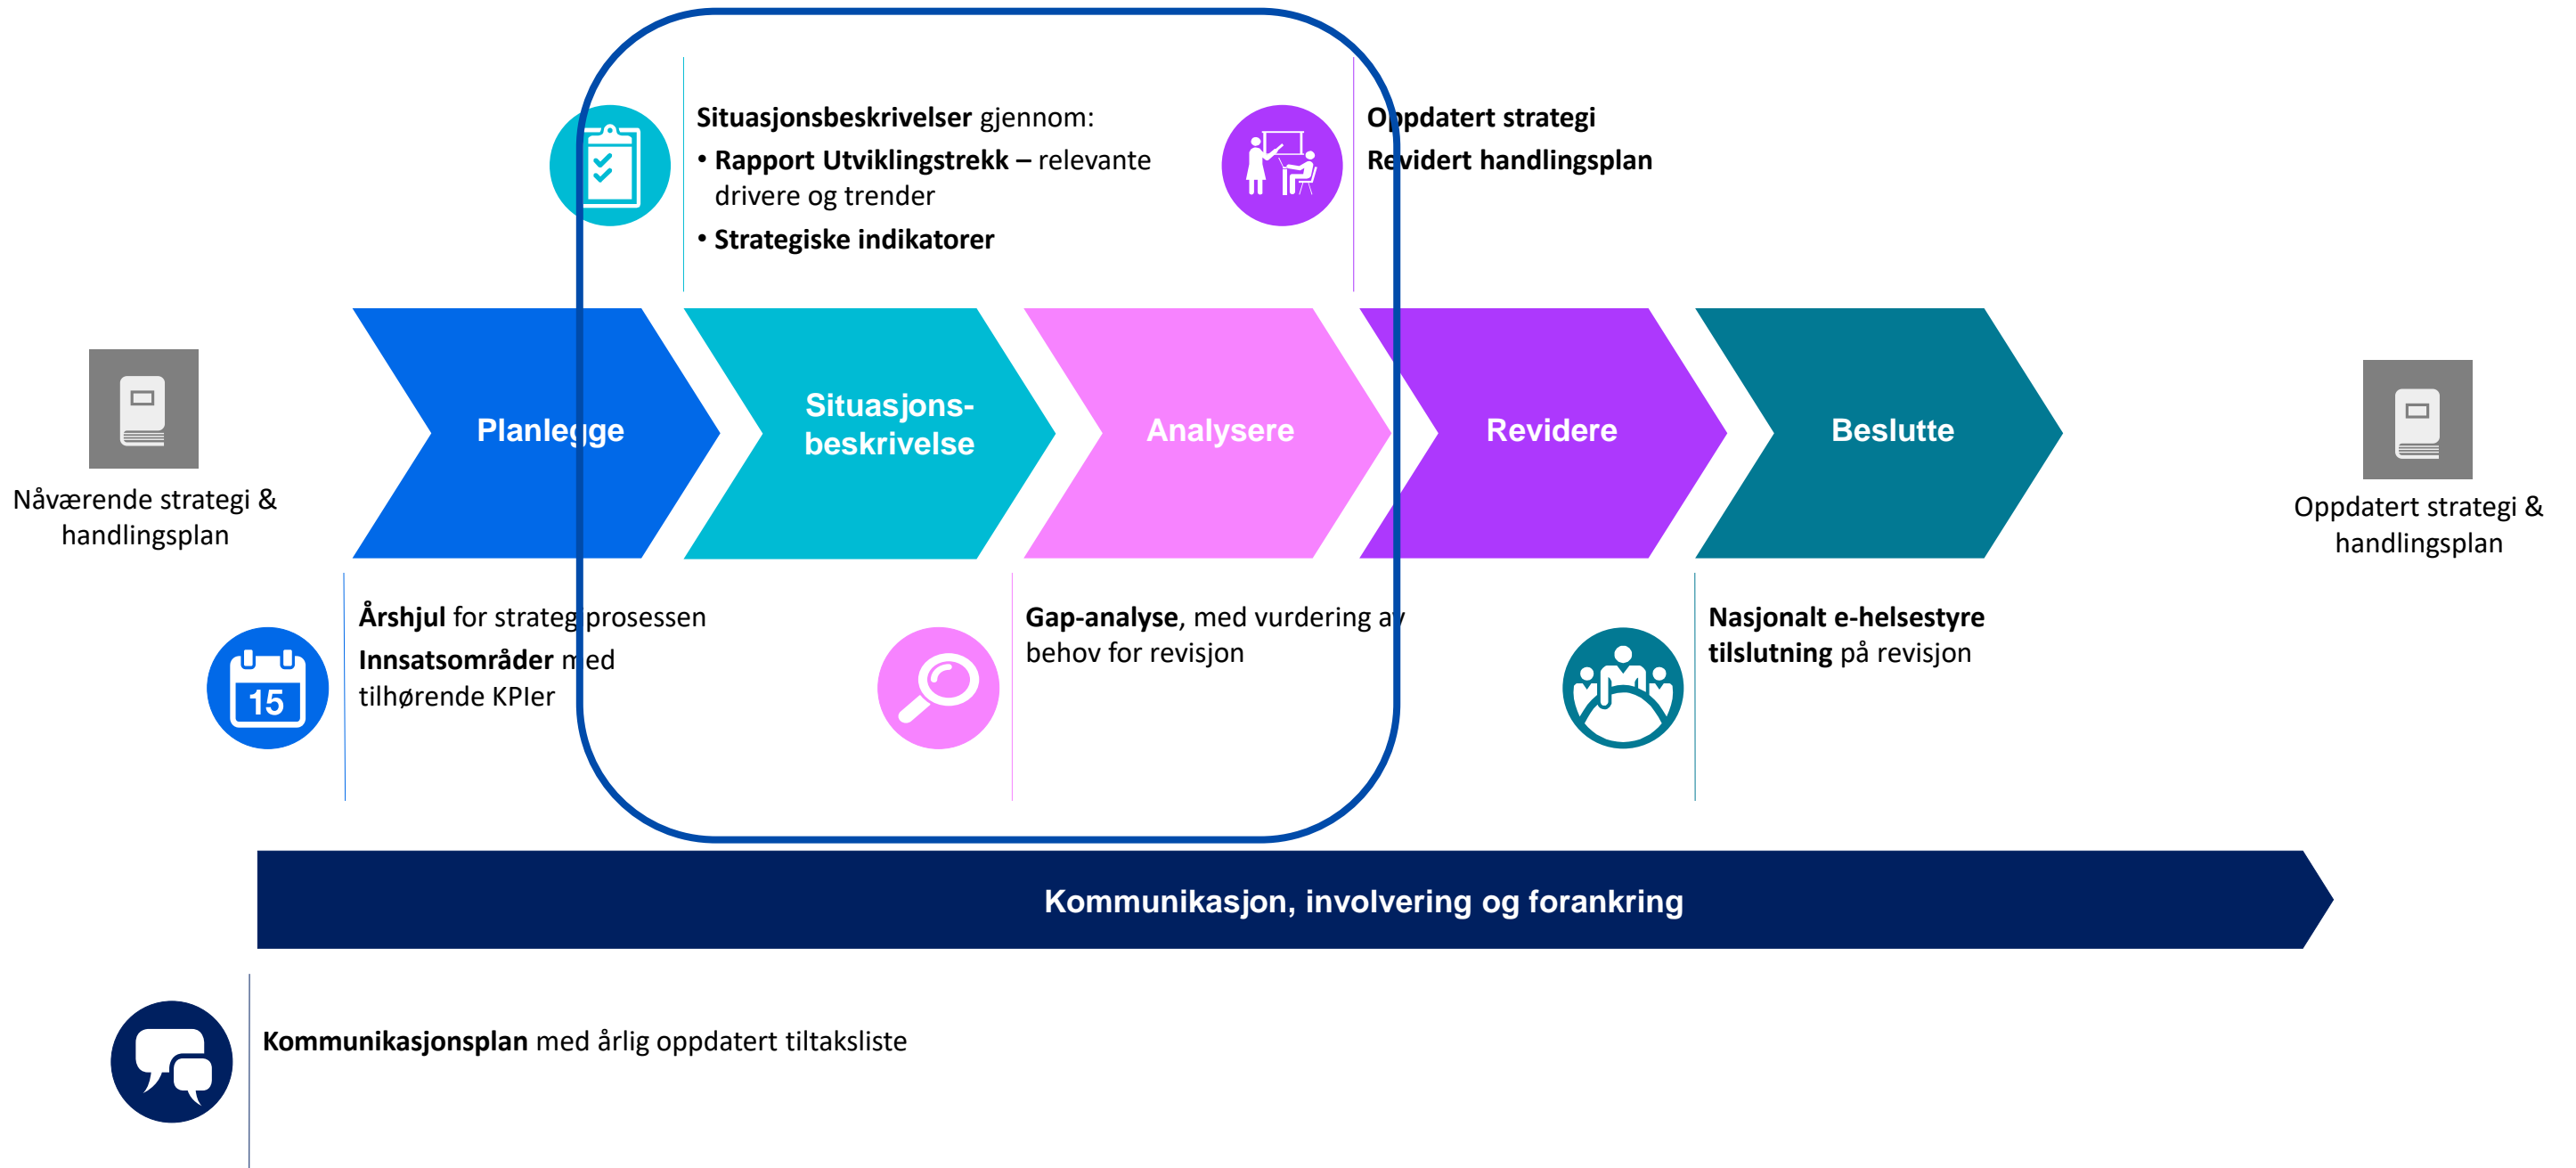 Situasjonsbeskrivelser gjennom:
• Rapport Utviklingstrekk – relevante
drivere og trender
• Strategiske indikatorer
Oppdatert strategi
Revidert handlingsplan
Nåværende strategi &
handlingsplan
Planlegge
Situasjons-
beskrivelse
Analysere
Revidere
Beslutte
Oppdatert strategi &
handlingsplan
15
Årshjul for strategiprosessen
Innsatsområder med
tilhørende KPIer
Gap-analyse, med vurdering av
behov for revisjon
Nasjonalt e-helsestyre
tilslutning på revisjon
Kommunikasjon, involvering og forankring
Kommunikasjonsplan med årlig oppdatert tiltaksliste